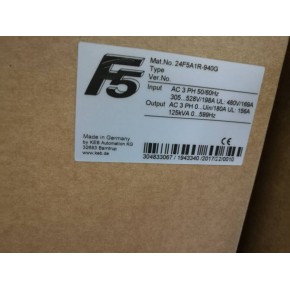 F5
Mat.No. 24F5A1R-940G
Type
Ver.No.
Input AC 3 PH 50/60Hz
305...528V/198A UL: 480V/169A
Output AC 3 PH 0...Uin/180A UL: 156A
125kVA 0...599Hz
Made in Germany
by KEB Automation KG
32683 Barntrup
www.keb.de